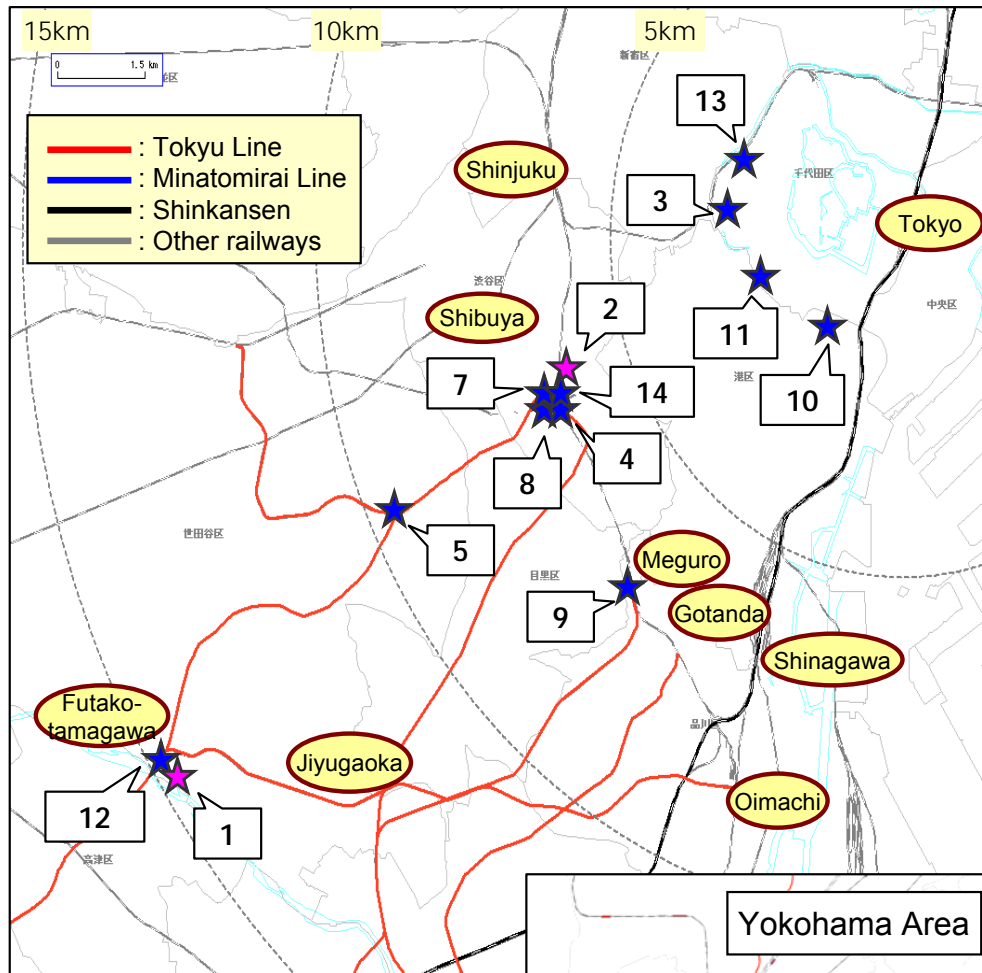 15km
10km
5km
0 1.5 km
新宿区
13
: Tokyu Line
: Minatomirai Line
: Shinkansen
: Other railways
Shinjuku
千代田区
3
Tokyo
渋谷区
中央区
Shibuya
2
11
港区
7
14
10
8
4
世田谷区
5
目黒区
Meguro
9
Gotanda
Shinagawa
Futako-
tamagawa
品川
Jiyugaoka
Oimachi
12
1
高津区
Yokohama Area